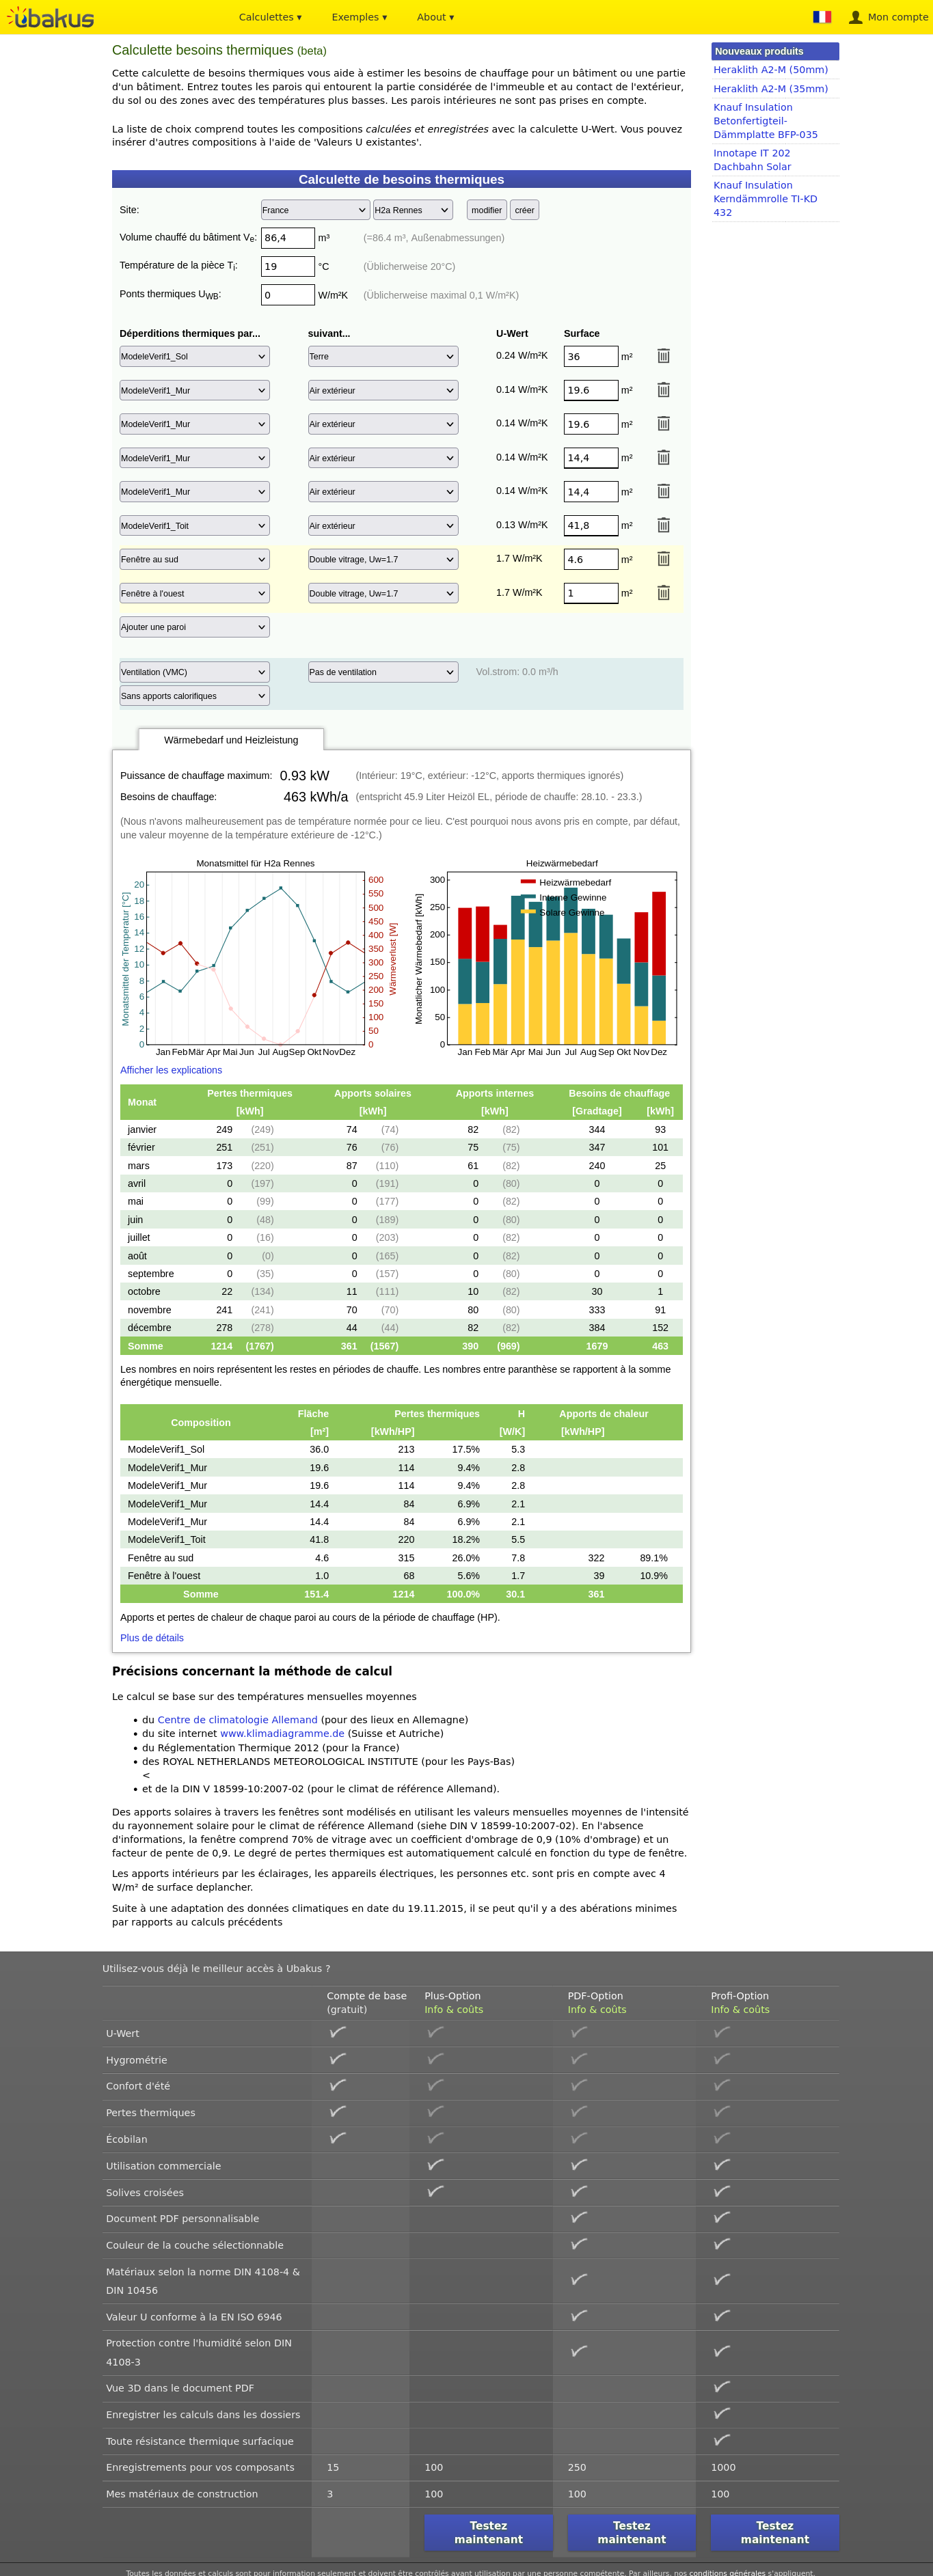 ubakus
Calculettes ▾ Exemples ▾ About ▾ Mon compte
Calculette besoins thermiques (beta)
Cette calculette de besoins thermiques vous aide à estimer les besoins de chauffage pour un bâtiment ou une partie
d'un bâtiment. Entrez toutes les parois qui entourent la partie considérée de l'immeuble et au contact de l'extérieur,
du sol ou des zones avec des températures plus basses. Les parois intérieures ne sont pas prises en compte.
La liste de choix comprend toutes les compositions calculées et enregistrées avec la calculette U-Wert. Vous pouvez
insérer d'autres compositions à l'aide de 'Valeurs U existantes'.
Nouveaux produits
Heraklith A2-M (50mm)
Heraklith A2-M (35mm)
Knauf Insulation
Betonfertigteil-
Dämmplatte BFP-035
Innotape IT 202
Dachbahn Solar
Knauf Insulation
Kerndämmrolle TI-KD
432
Calculette de besoins thermiques
Site: France H2a Rennes modifier créer
Volume chauffé du bâtiment Ve: 86,4 m³ (=86.4 m³, Außenabmessungen)
Température de la pièce Ti: 19 °C (Üblicherweise 20°C)
Ponts thermiques UWB: 0 W/m²K (Üblicherweise maximal 0,1 W/m²K)
Déperditions thermiques par... suivant... U-Wert Surface
ModeleVerif1_Sol Terre 0.24 W/m²K 36 m²
ModeleVerif1_Mur Air extérieur 0.14 W/m²K 19.6 m²
ModeleVerif1_Mur Air extérieur 0.14 W/m²K 19.6 m²
ModeleVerif1_Mur Air extérieur 0.14 W/m²K 14,4 m²
ModeleVerif1_Mur Air extérieur 0.14 W/m²K 14,4 m²
ModeleVerif1_Toit Air extérieur 0.13 W/m²K 41,8 m²
Fenêtre au sud Double vitrage, Uw=1.7 1.7 W/m²K 4.6 m²
Fenêtre à l'ouest Double vitrage, Uw=1.7 1.7 W/m²K 1 m²
Ajouter une paroi
Ventilation (VMC) Pas de ventilation Vol.strom: 0.0 m³/h
Sans apports calorifiques
Wärmebedarf und Heizleistung
Puissance de chauffage maximum: 0.93 kW (Intérieur: 19°C, extérieur: -12°C, apports thermiques ignorés)
Besoins de chauffage: 463 kWh/a (entspricht 45.9 Liter Heizöl EL, période de chauffe: 28.10. - 23.3.)
(Nous n'avons malheureusement pas de température normée pour ce lieu. C'est pourquoi nous avons pris en compte, par défaut,
une valeur moyenne de la température extérieure de -12°C.)
Monatsmittel für H2a Rennes
Monatsmittel der Temperatur [°C]
20
18
16
14
12
10
8
6
4
2
0
600
550
500
450
400
350
300
250
200
150
100
50
0
Wärmeverlust [W]
Jan Feb Mär Apr Mai Jun Jul Aug Sep Okt Nov Dez
Heizwärmebedarf
Monatlicher Wärmebedarf [kWh]
300
250
200
150
100
50
0
Heizwärmebedarf
Interne Gewinne
Solare Gewinne
Jan Feb Mär Apr Mai Jun Jul Aug Sep Okt Nov Dez
Afficher les explications
Monat Pertes thermiques Apports solaires Apports internes Besoins de chauffage
[kWh] [kWh] [kWh] [Gradtage] [kWh]
janvier 249 (249) 74 (74) 82 (82) 344 93
février 251 (251) 76 (76) 75 (75) 347 101
mars 173 (220) 87 (110) 61 (82) 240 25
avril 0 (197) 0 (191) 0 (80) 0 0
mai 0 (99) 0 (177) 0 (82) 0 0
juin 0 (48) 0 (189) 0 (80) 0 0
juillet 0 (16) 0 (203) 0 (82) 0 0
août 0 (0) 0 (165) 0 (82) 0 0
septembre 0 (35) 0 (157) 0 (80) 0 0
octobre 22 (134) 11 (111) 10 (82) 30 1
novembre 241 (241) 70 (70) 80 (80) 333 91
décembre 278 (278) 44 (44) 82 (82) 384 152
Somme 1214 (1767) 361 (1567) 390 (969) 1679 463
Les nombres en noirs représentent les restes en périodes de chauffe. Les nombres entre paranthèse se rapportent à la somme
énergétique mensuelle.
Composition Fläche Pertes thermiques H Apports de chaleur
[m²] [kWh/HP] [W/K] [kWh/HP]
ModeleVerif1_Sol 36.0 213 17.5% 5.3
ModeleVerif1_Mur 19.6 114 9.4% 2.8
ModeleVerif1_Mur 19.6 114 9.4% 2.8
ModeleVerif1_Mur 14.4 84 6.9% 2.1
ModeleVerif1_Mur 14.4 84 6.9% 2.1
ModeleVerif1_Toit 41.8 220 18.2% 5.5
Fenêtre au sud 4.6 315 26.0% 7.8 322 89.1%
Fenêtre à l'ouest 1.0 68 5.6% 1.7 39 10.9%
Somme 151.4 1214 100.0% 30.1 361
Apports et pertes de chaleur de chaque paroi au cours de la période de chauffage (HP).
Plus de détails
Précisions concernant la méthode de calcul
Le calcul se base sur des températures mensuelles moyennes
• du Centre de climatologie Allemand (pour des lieux en Allemagne)
• du site internet www.klimadiagramme.de (Suisse et Autriche)
• du Réglementation Thermique 2012 (pour la France)
• des ROYAL NETHERLANDS METEOROLOGICAL INSTITUTE (pour les Pays-Bas)
<
• et de la DIN V 18599-10:2007-02 (pour le climat de référence Allemand).
Des apports solaires à travers les fenêtres sont modélisés en utilisant les valeurs mensuelles moyennes de l'intensité
du rayonnement solaire pour le climat de référence Allemand (siehe DIN V 18599-10:2007-02). En l'absence
d'informations, la fenêtre comprend 70% de vitrage avec un coefficient d'ombrage de 0,9 (10% d'ombrage) et un
facteur de pente de 0,9. Le degré de pertes thermiques est automatiquement calculé en fonction du type de fenêtre.
Les apports intérieurs par les éclairages, les appareils électriques, les personnes etc. sont pris en compte avec 4
W/m² de surface deplancher.
Suite à une adaptation des données climatiques en date du 19.11.2015, il se peut qu'il y a des abérations minimes
par rapports au calculs précédents
Utilisez-vous déjà le meilleur accès à Ubakus ?
Compte de base Plus-Option PDF-Option Profi-Option
(gratuit) Info & coûts Info & coûts Info & coûts
U-Wert
Hygrométrie
Confort d'été
Pertes thermiques
Écobilan
Utilisation commerciale
Solives croisées
Document PDF personnalisable
Couleur de la couche sélectionnable
Matériaux selon la norme DIN 4108-4 &
DIN 10456
Valeur U conforme à la EN ISO 6946
Protection contre l'humidité selon DIN
4108-3
Vue 3D dans le document PDF
Enregistrer les calculs dans les dossiers
Toute résistance thermique surfacique
Enregistrements pour vos composants 15 100 250 1000
Mes matériaux de construction 3 100 100 100
Testez maintenant Testez maintenant Testez maintenant
Toutes les données et calculs sont pour information seulement et doivent être contrôlés avant utilisation par une personne compétente. Par ailleurs, nos conditions générales s'appliquent.